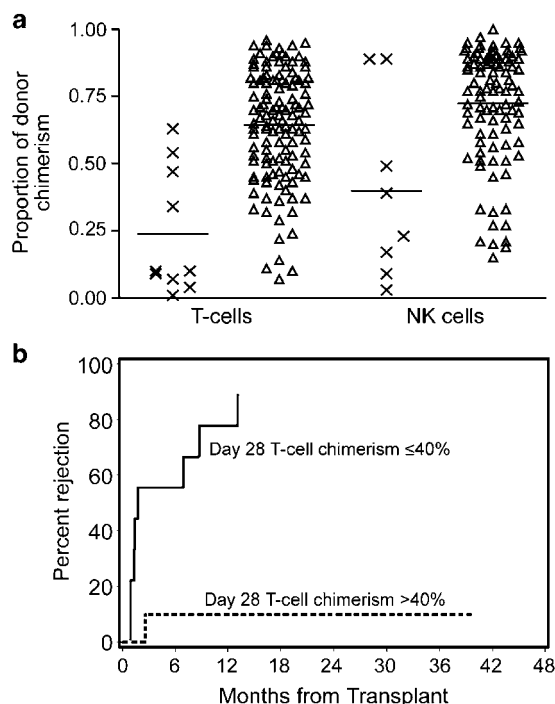 a
Proportion of donor
chimerism
1.00
0.75
0.50
0.25
0.00
T-cells
NK cells
b
Percent rejection
100
80
60
40
20
0
Day 28 T-cell chimerism ≤40%
Day 28 T-cell chimerism >40%
0 6 12 18 24 30 36 42 48
Months from Transplant